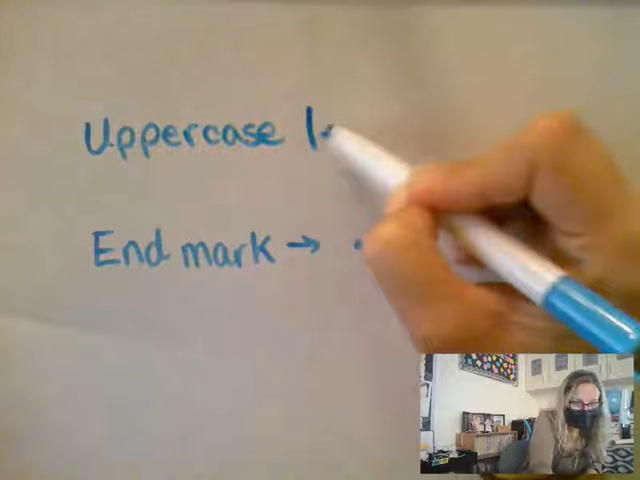 Uppercase
End mark → .